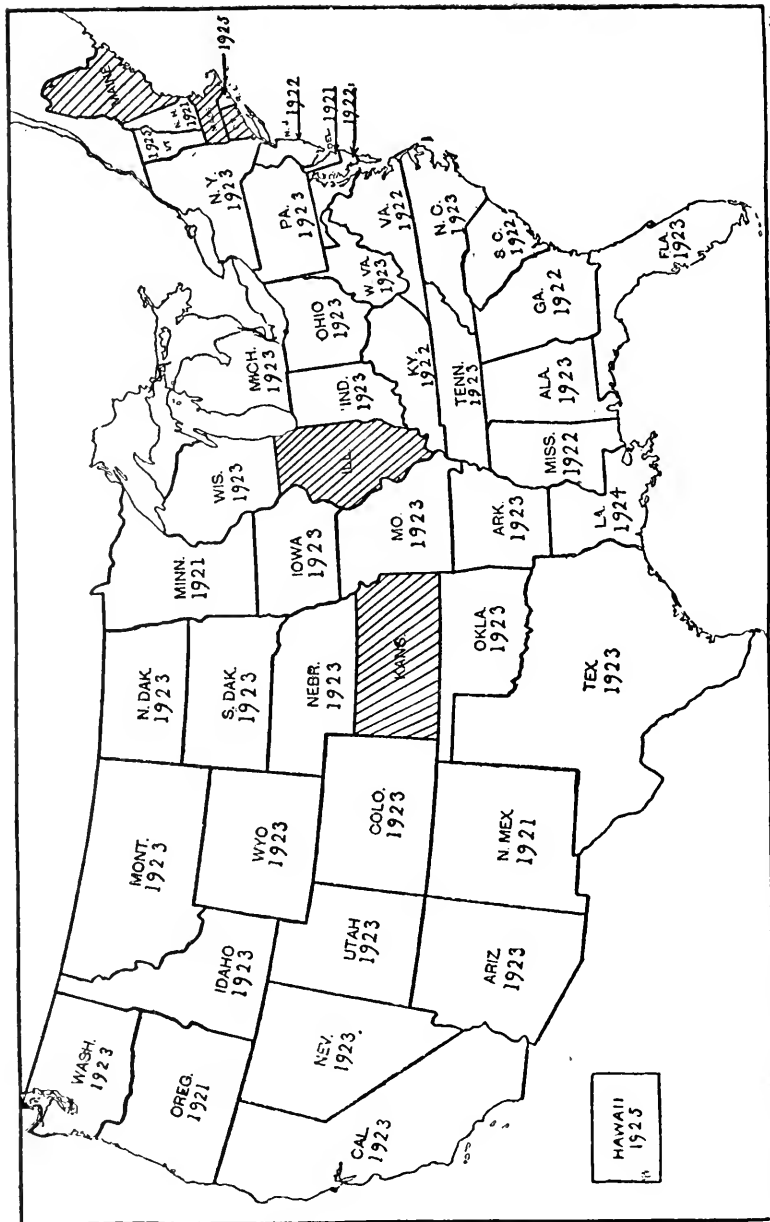 WASH.
1923
OREG.
1921
CAL.
1923
NEV.
1923.
IDAHO
1923
MONT.
1923
WYO
1923
UTAH
1923
ARIZ.
1923
COLO.
1923
N. MEX.
1921
N. DAK.
1923
S. DAK.
1923
NEBR.
1923
KANS.
OKLA.
1923
TEX.
1923
MINN.
1921
IOWA
1923
MO.
1923
ARK.
1923
LA.
1924
WIS.
1923
ILL.
MICH.
1923
IND.
1923
OHIO
1923
KY.
1922
TENN.
1923
MISS.
1922
ALA.
1923
GA.
1922
FLA.
1923
S. C.
1922
N. C.
1923
VA.
1922
W. VA.
1923
PA.
1923
N. Y.
1923
1925
VT.
N. H.
1921
MAINE
1925
N. J.
1922
DEL.
1921
1922
HAWAII
1925